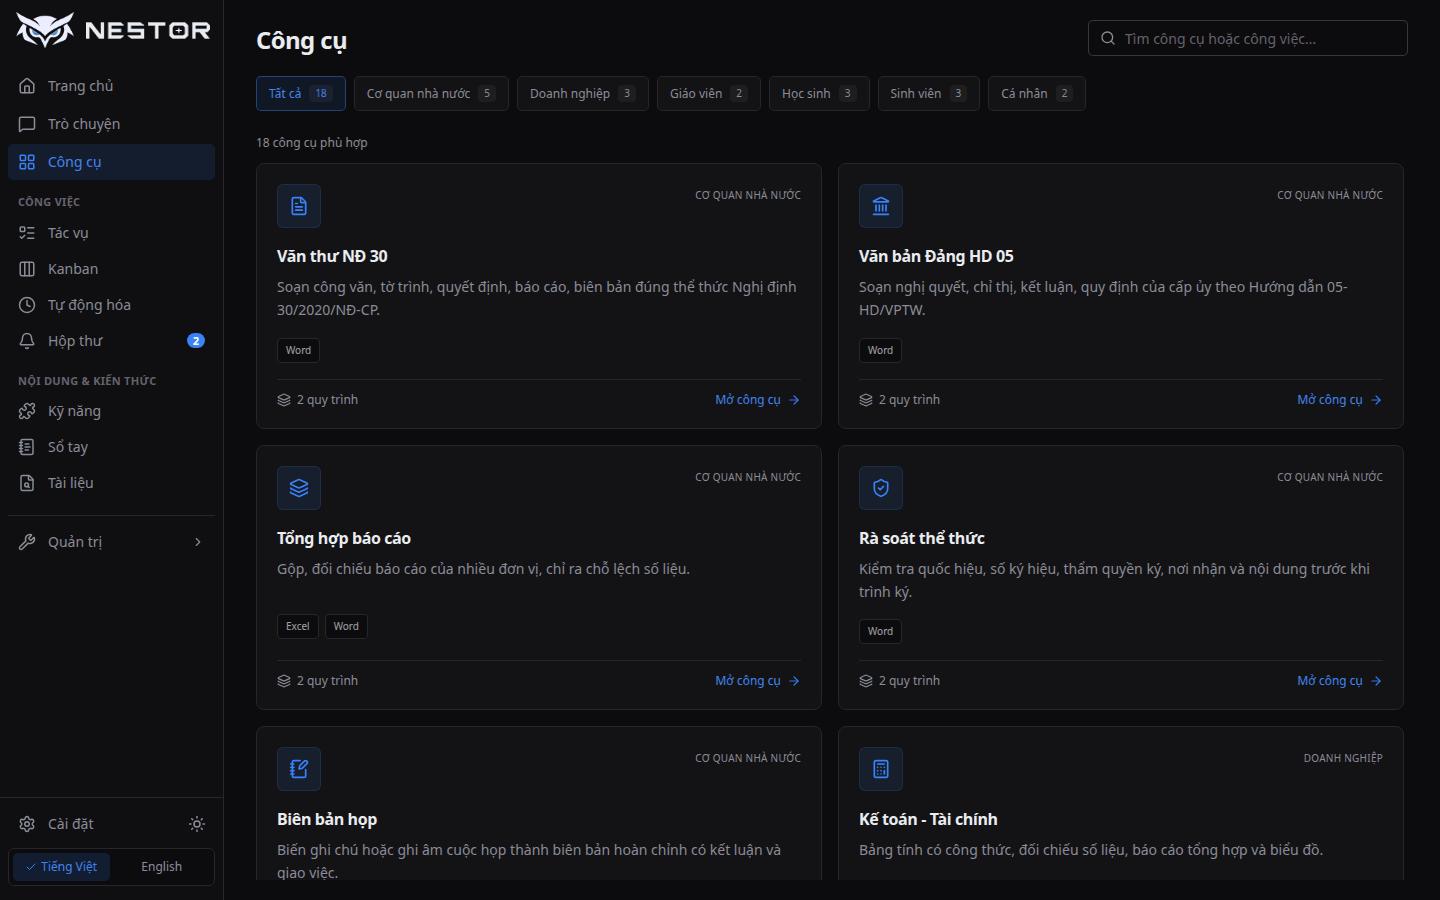 NESTOR
Trang chủ
Trò chuyện
Công cụ
CÔNG VIỆC
Tác vụ
Kanban
Tự động hóa
Hộp thư 2
NỘI DUNG & KIẾN THỨC
Kỹ năng
Sổ tay
Tài liệu
Quản trị
Cài đặt
Tiếng Việt English
Công cụ
Tìm công cụ hoặc công việc...
Tất cả 18 Cơ quan nhà nước 5 Doanh nghiệp 3 Giáo viên 2 Học sinh 3 Sinh viên 3 Cá nhân 2
18 công cụ phù hợp
CƠ QUAN NHÀ NƯỚC
Văn thư NĐ 30
Soạn công văn, tờ trình, quyết định, báo cáo, biên bản đúng thể thức Nghị định
30/2020/NĐ-CP.
Word
2 quy trình Mở công cụ
CƠ QUAN NHÀ NƯỚC
Văn bản Đảng HD 05
Soạn nghị quyết, chỉ thị, kết luận, quy định của cấp ủy theo Hướng dẫn 05-
HD/VPTW.
Word
2 quy trình Mở công cụ
CƠ QUAN NHÀ NƯỚC
Tổng hợp báo cáo
Gộp, đối chiếu báo cáo của nhiều đơn vị, chỉ ra chỗ lệch số liệu.
Excel Word
2 quy trình Mở công cụ
CƠ QUAN NHÀ NƯỚC
Rà soát thể thức
Kiểm tra quốc hiệu, số ký hiệu, thẩm quyền ký, nơi nhận và nội dung trước khi
trình ký.
Word
2 quy trình Mở công cụ
CƠ QUAN NHÀ NƯỚC
Biên bản họp
Biến ghi chú hoặc ghi âm cuộc họp thành biên bản hoàn chỉnh có kết luận và
giao việc.
DOANH NGHIỆP
Kế toán - Tài chính
Bảng tính có công thức, đối chiếu số liệu, báo cáo tổng hợp và biểu đồ.